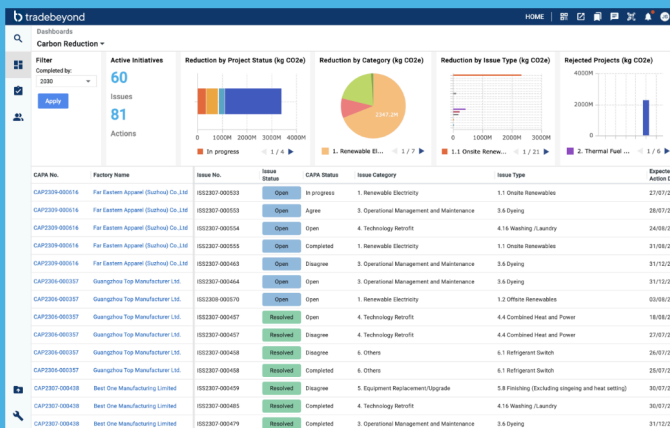 tradebeyond
HOME
Dashboards
Carbon Reduction
Filter
Completed by:
2030
Apply
Active Initiatives
60
Issues
81
Actions
Reduction by Project Status (kg CO2e)
0 1000M 2000M 3000M 4000M
In progress 1/4
Reduction by Category (kg CO2e)
2347.2M
1. Renewable El... 1/7
Reduction by Issue Type (kg CO2e)
0 1000M 2000M 3000M
1.1 Onsite Renew... 1/21
Rejected Projects (kg CO2e)
4000M
2000M
0
2. Thermal Fuel ... 1/6
CAPA No. Factory Name Issue No. Issue Status CAPA Status Issue Category Issue Type Expecte Action D
CAP2309-000616 Far Eastern Apparel (Suzhou) Co.,Ltd ISS2307-000533 Open In progress 1. Renewable Electricity 1.1 Onsite Renewables 27/07/2
CAP2309-000616 Far Eastern Apparel (Suzhou) Co.,Ltd ISS2307-000553 Open Agree 3. Operational Management and Maintenance 3.6 Dyeing 28/07/2
CAP2309-000616 Far Eastern Apparel (Suzhou) Co.,Ltd ISS2307-000554 Open Open 4. Technology Retrofit 4.16 Washing /Laundry 24/08/2
CAP2309-000616 Far Eastern Apparel (Suzhou) Co.,Ltd ISS2307-000555 Open Completed 1. Renewable Electricity 1.1 Onsite Renewables 31/08/2
CAP2309-000616 Far Eastern Apparel (Suzhou) Co.,Ltd ISS2307-000463 Open Disagree 3. Operational Management and Maintenance 3.6 Dyeing 31/12/2
CAP2306-000357 Guangzhou Top Manufacturer Ltd. ISS2307-000464 Open Open 3. Operational Management and Maintenance 3.6 Dyeing 31/12/2
CAP2306-000357 Guangzhou Top Manufacturer Ltd. ISS2308-000570 Open Open 1. Renewable Electricity 1.2 Offsite Renewables 03/08/2
CAP2306-000357 Guangzhou Top Manufacturer Ltd. ISS2307-000457 Resolved Open 4. Technology Retrofit 4.4 Combined Heat and Power 18/08/2
CAP2306-000357 Guangzhou Top Manufacturer Ltd. ISS2307-000457 Resolved Disagree 4. Technology Retrofit 4.4 Combined Heat and Power 27/07/2
CAP2306-000357 Guangzhou Top Manufacturer Ltd. ISS2307-000458 Resolved Disagree 6. Others 6.1 Refrigerant Switch 26/07/2
CAP2306-000357 Guangzhou Top Manufacturer Ltd. ISS2307-000458 Resolved Completed 6. Others 6.1 Refrigerant Switch 25/07/2
CAP2307-000438 Best One Manufacturing Limited ISS2307-000459 Resolved Disagree 5. Equipment Replacement/Upgrade 5.8 Finishing (Excluding singeing and heat setting) 30/07/2
CAP2307-000438 Best One Manufacturing Limited ISS2307-000485 Resolved Completed 4. Technology Retrofit 4.16 Washing /Laundry 30/07/2
CAP2307-000438 Best One Manufacturing Limited ISS2307-000479 Resolved Completed 3. Operational Management and Maintenance 3.6 Dyeing 31/12/2